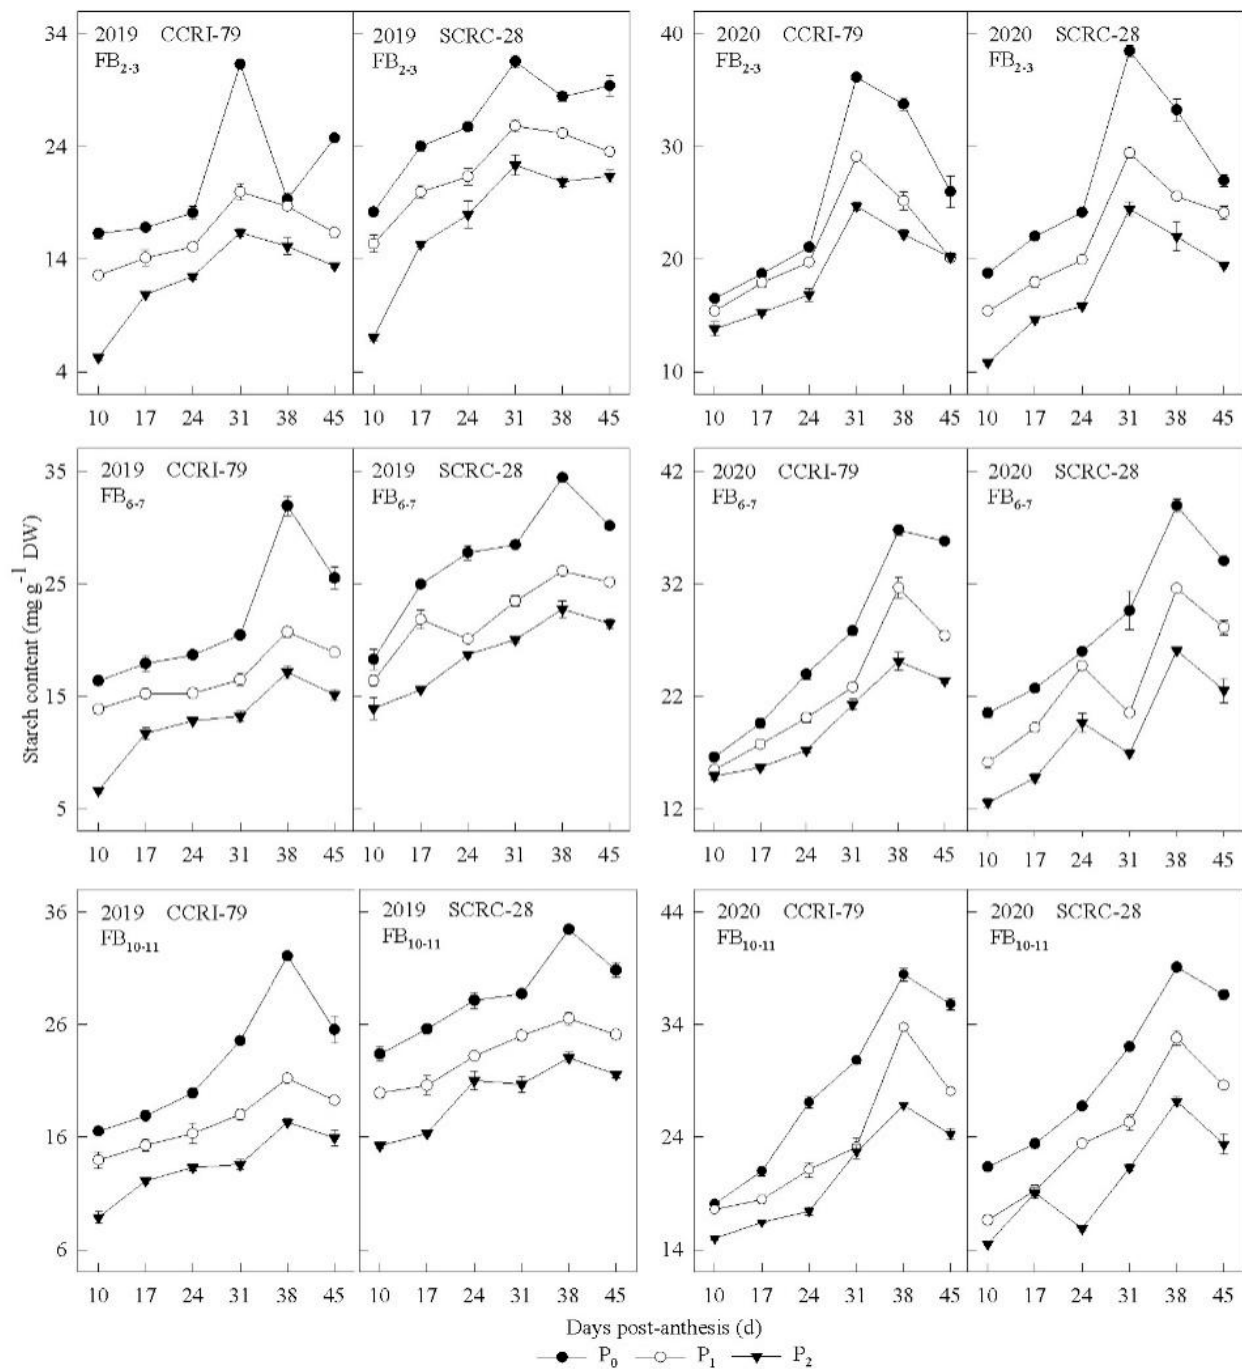 34
24
14
4
2019 CCRI-79
FB2-3
10 17 24 31 38 45
2019 SCRC-28
FB2-3
10 17 24 31 38 45
40
30
20
10
2020 CCRI-79
FB2-3
10 17 24 31 38 45
2020 SCRC-28
FB2-3
10 17 24 31 38 45
Starch content (mg g⁻¹ DW)
35
25
15
5
2019 CCRI-79
FB6-7
10 17 24 31 38 45
2019 SCRC-28
FB6-7
10 17 24 31 38 45
42
32
22
12
2020 CCRI-79
FB6-7
10 17 24 31 38 45
2020 SCRC-28
FB6-7
10 17 24 31 38 45
36
26
16
6
2019 CCRI-79
FB10-11
10 17 24 31 38 45
2019 SCRC-28
FB10-11
10 17 24 31 38 45
44
34
24
14
2020 CCRI-79
FB10-11
10 17 24 31 38 45
2020 SCRC-28
FB10-11
10 17 24 31 38 45
Days post-anthesis (d)
P0 P1 P2